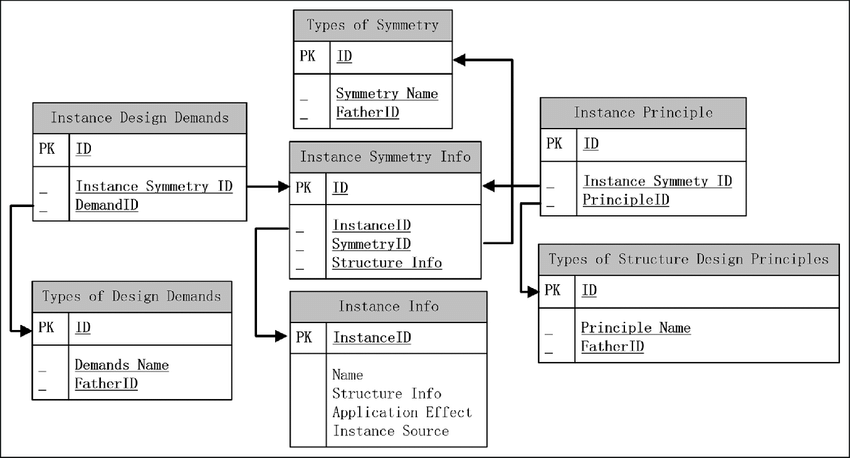 Types of Symmetry
PK ID
_ Symmetry Name
_ FatherID
Instance Design Demands
PK ID
_ Instance Symmetry ID
_ DemandID
Instance Symmetry Info
PK ID
_ InstanceID
_ SymmetryID
_ Structure Info
Instance Principle
PK ID
_ Instance Symmety ID
_ PrincipleID
Types of Design Demands
PK ID
_ Demands Name
_ FatherID
Instance Info
PK InstanceID
Name
Structure Info
Application Effect
Instance Source
Types of Structure Design Principles
PK ID
_ Principle Name
_ FatherID